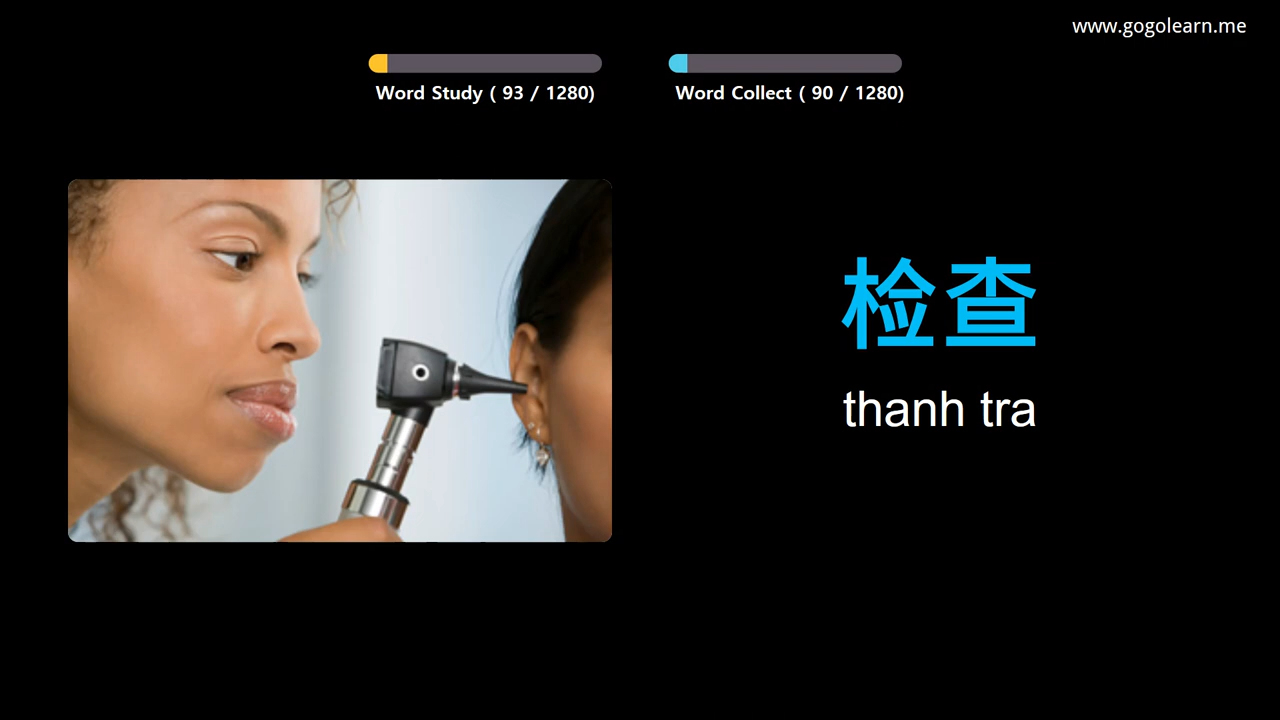 www.gogolearn.me
Word Study ( 93 / 1280)
Word Collect ( 90 / 1280)
检查
thanh tra